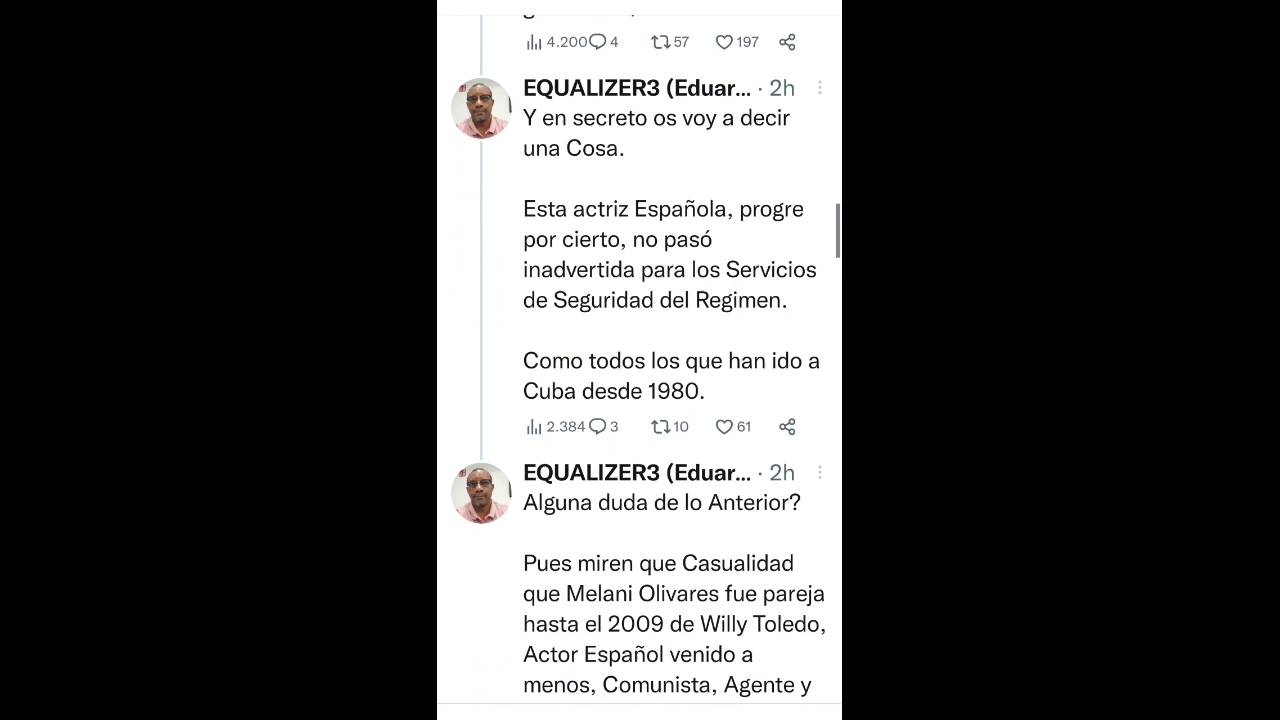 4.200 4 57 197
EQUALIZER3 (Eduar... · 2h
Y en secreto os voy a decir
una Cosa.
Esta actriz Española, progre
por cierto, no pasó
inadvertida para los Servicios
de Seguridad del Regimen.
Como todos los que han ido a
Cuba desde 1980.
2.384 3 10 61
EQUALIZER3 (Eduar... · 2h
Alguna duda de lo Anterior?
Pues miren que Casualidad
que Melani Olivares fue pareja
hasta el 2009 de Willy Toledo,
Actor Español venido a
menos, Comunista, Agente y